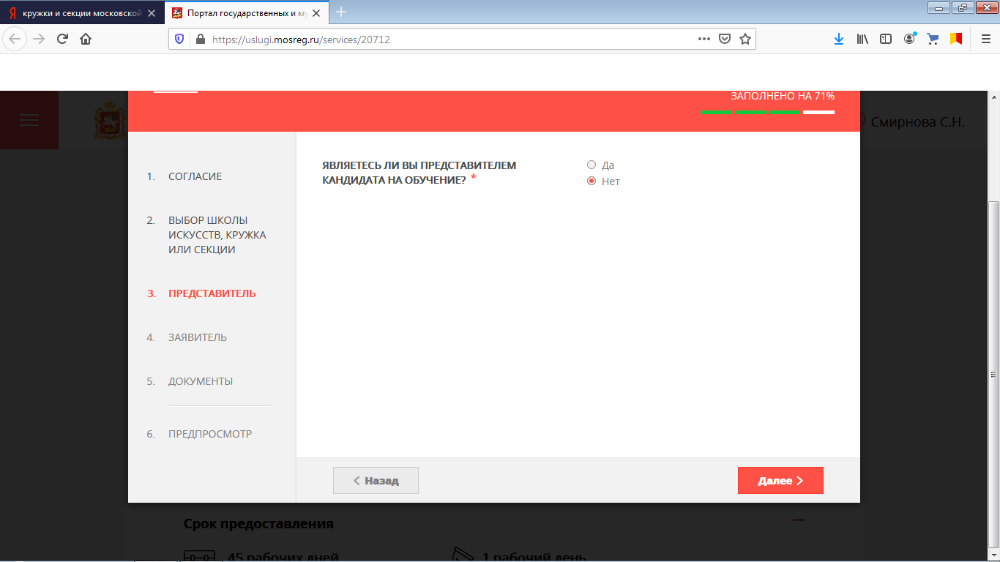 кружки и секции московской
Портал государственных и му
https://uslugi.mosreg.ru/services/20712
ЗАПОЛНЕНО НА 71%
Смирнова С.Н.
1. СОГЛАСИЕ
2. ВЫБОР ШКОЛЫ
ИСКУССТВ, КРУЖКА
ИЛИ СЕКЦИИ
3. ПРЕДСТАВИТЕЛЬ
4. ЗАЯВИТЕЛЬ
5. ДОКУМЕНТЫ
6. ПРЕДПРОСМОТР
ЯВЛЯЕТЕСЬ ЛИ ВЫ ПРЕДСТАВИТЕЛЕМ
КАНДИДАТА НА ОБУЧЕНИЕ? *
Да
Нет
Назад
Далее
Срок предоставления
45 рабочих дней
1 рабочий день